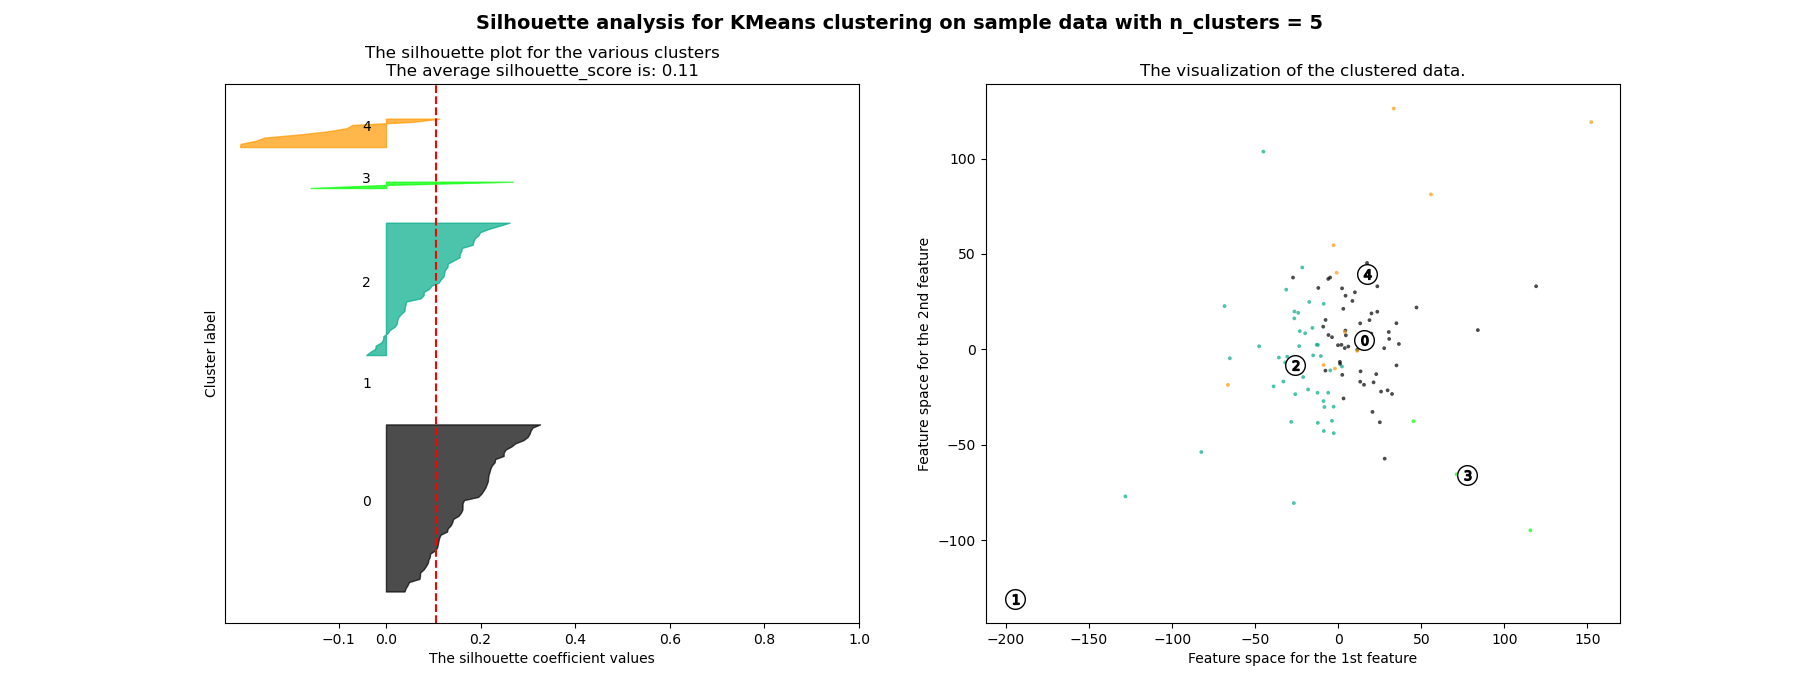 Silhouette analysis for KMeans clustering on sample data with n_clusters = 5
The silhouette plot for the various clusters
The average silhouette_score is: 0.11
4
3
2
1
0
Cluster label
−0.1 0.0 0.2 0.4 0.6 0.8 1.0
The silhouette coefficient values
The visualization of the clustered data.
100
50
0
−50
−100
Feature space for the 2nd feature
4
0
2
3
1
−200 −150 −100 −50 0 50 100 150
Feature space for the 1st feature